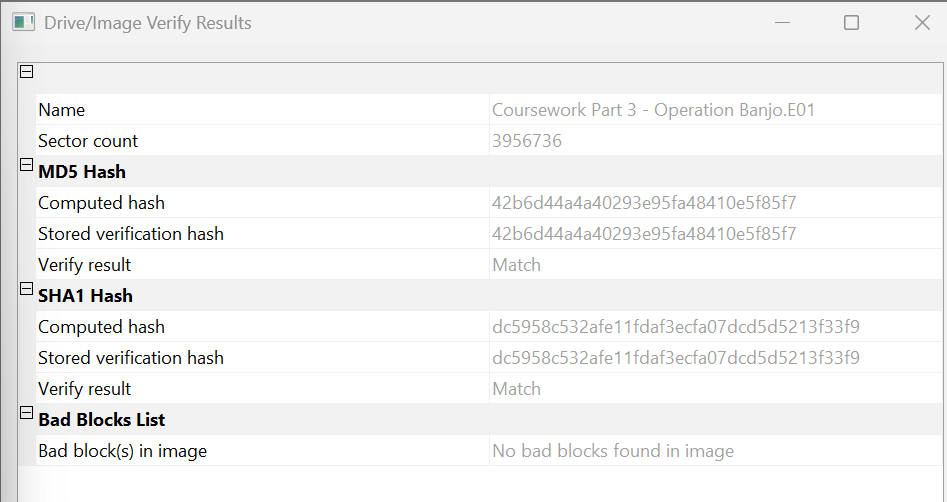 Drive/Image Verify Results
Name Coursework Part 3 - Operation Banjo.E01
Sector count 3956736
MD5 Hash
Computed hash 42b6d44a4a40293e95fa48410e5f85f7
Stored verification hash 42b6d44a4a40293e95fa48410e5f85f7
Verify result Match
SHA1 Hash
Computed hash dc5958c532afe11fdaf3ecfa07dcd5d5213f33f9
Stored verification hash dc5958c532afe11fdaf3ecfa07dcd5d5213f33f9
Verify result Match
Bad Blocks List
Bad block(s) in image No bad blocks found in image